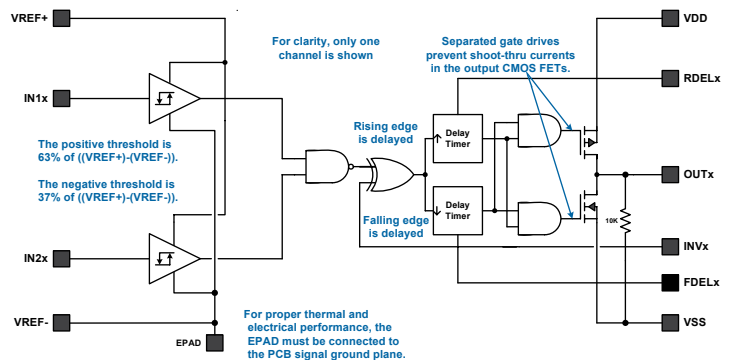 VREF+
VDD
For clarity, only one
channel is shown
Separated gate drives
prevent shoot-thru currents
in the output CMOS FETs.
RDELx
IN1x
The positive threshold is
63% of ((VREF+)-(VREF-)).
The negative threshold is
37% of ((VREF+)-(VREF-)).
Rising edge
is delayed
Delay
Timer
OUTx
Delay
Timer
Falling edge
is delayed
10K
INVx
IN2x
FDELx
VREF-
EPAD
For proper thermal and
electrical performance, the
EPAD must be connected to
the PCB signal ground plane.
VSS